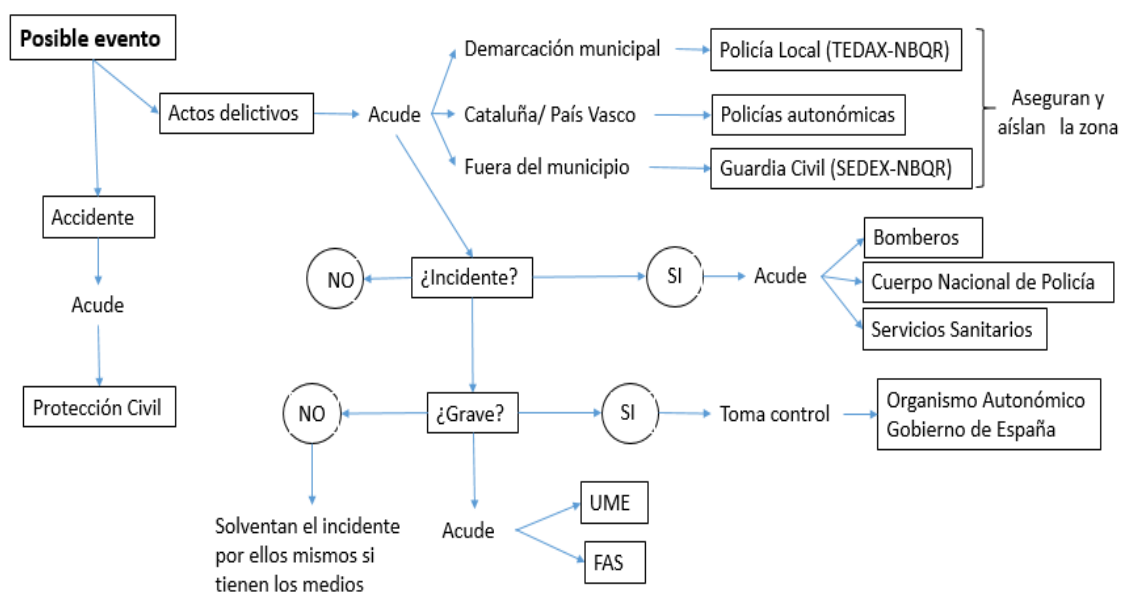 Posible evento
Actos delictivos
Acude
Demarcación municipal
Policía Local (TEDAX-NBQR)
Cataluña/ País Vasco
Policías autonómicas
Fuera del municipio
Guardia Civil (SEDEX-NBQR)
Aseguran y
aíslan la zona
Accidente
Acude
Protección Civil
¿Incidente?
NO
SI
Acude
Bomberos
Cuerpo Nacional de Policía
Servicios Sanitarios
¿Grave?
NO
SI
Toma control
Organismo Autonómico
Gobierno de España
Solventan el incidente
por ellos mismos si
tienen los medios
Acude
UME
FAS